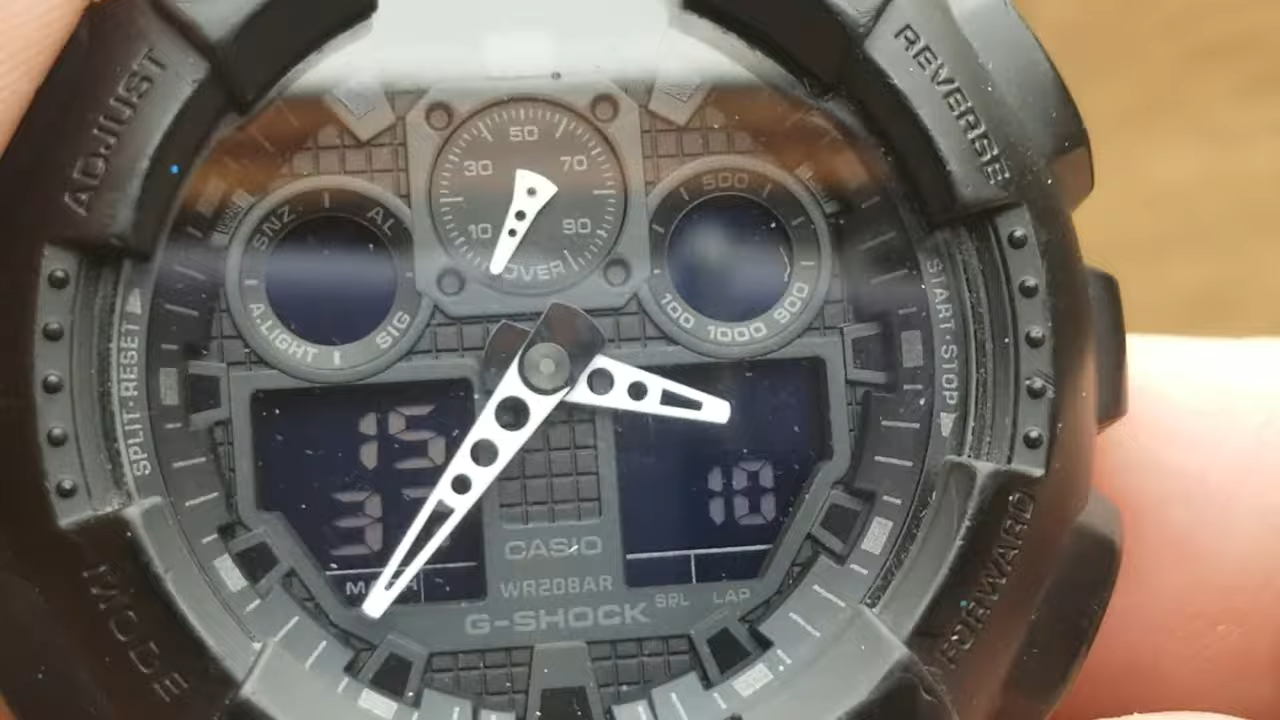 ADJUST
REVERSE
50
30
70
10
90
OVER
SNZ
AL
A.LIGHT
SIG
500
100
1000
900
SPLIT·RESET
START·STOP
15
3
10
CASIO
WR20BAR
G-SHOCK
SPL
LAP
MODE
FORWARD